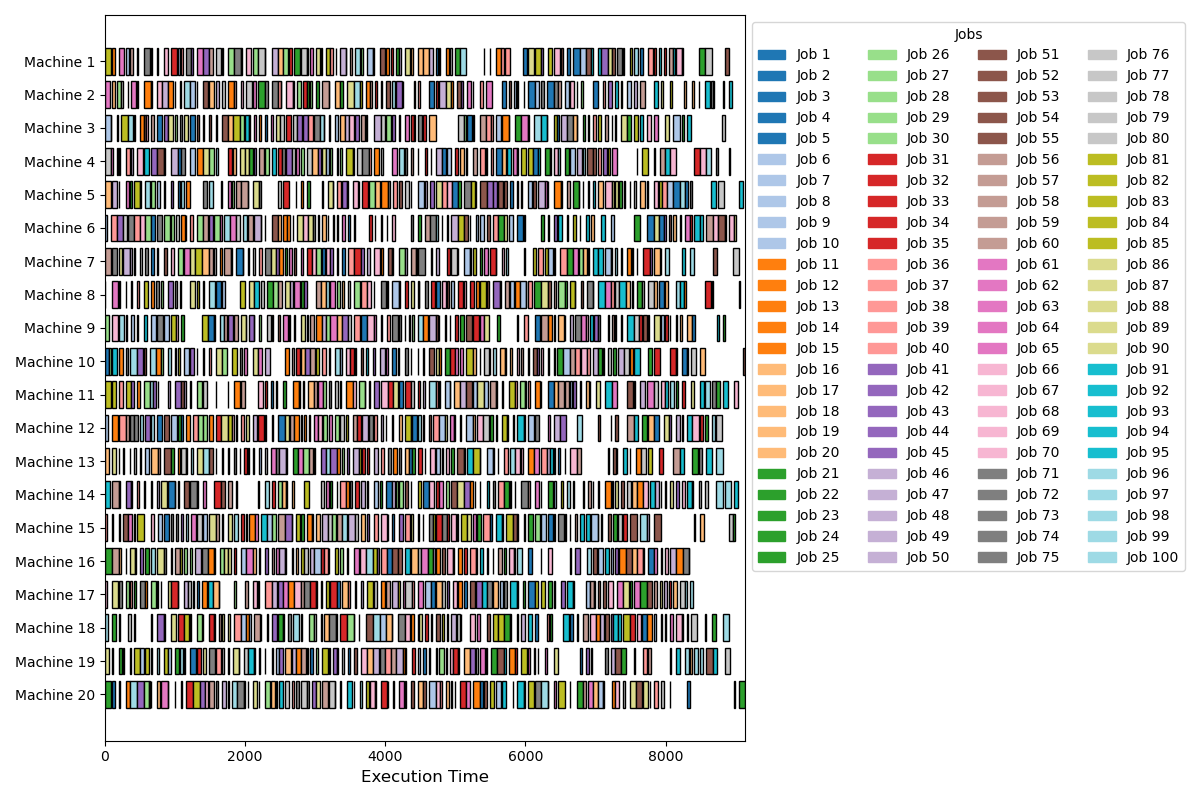 Machine 1
Machine 2
Machine 3
Machine 4
Machine 5
Machine 6
Machine 7
Machine 8
Machine 9
Machine 10
Machine 11
Machine 12
Machine 13
Machine 14
Machine 15
Machine 16
Machine 17
Machine 18
Machine 19
Machine 20
0 2000 4000 6000 8000
Execution Time
Jobs
Job 1 Job 26 Job 51 Job 76
Job 2 Job 27 Job 52 Job 77
Job 3 Job 28 Job 53 Job 78
Job 4 Job 29 Job 54 Job 79
Job 5 Job 30 Job 55 Job 80
Job 6 Job 31 Job 56 Job 81
Job 7 Job 32 Job 57 Job 82
Job 8 Job 33 Job 58 Job 83
Job 9 Job 34 Job 59 Job 84
Job 10 Job 35 Job 60 Job 85
Job 11 Job 36 Job 61 Job 86
Job 12 Job 37 Job 62 Job 87
Job 13 Job 38 Job 63 Job 88
Job 14 Job 39 Job 64 Job 89
Job 15 Job 40 Job 65 Job 90
Job 16 Job 41 Job 66 Job 91
Job 17 Job 42 Job 67 Job 92
Job 18 Job 43 Job 68 Job 93
Job 19 Job 44 Job 69 Job 94
Job 20 Job 45 Job 70 Job 95
Job 21 Job 46 Job 71 Job 96
Job 22 Job 47 Job 72 Job 97
Job 23 Job 48 Job 73 Job 98
Job 24 Job 49 Job 74 Job 99
Job 25 Job 50 Job 75 Job 100